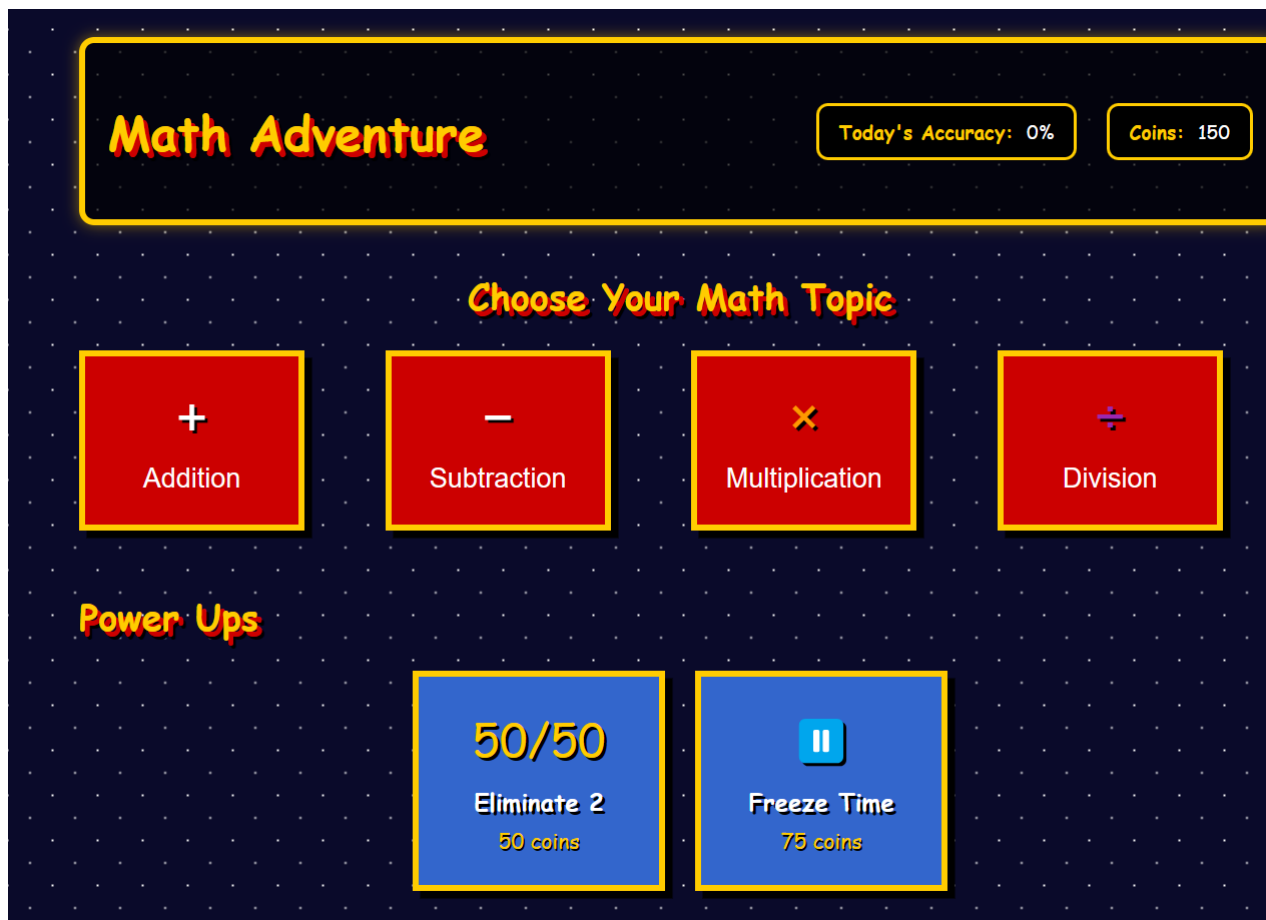 Math Adventure
Today's Accuracy: 0%
Coins: 150
Choose Your Math Topic
+
Addition
−
Subtraction
×
Multiplication
÷
Division
Power Ups
50/50
Eliminate 2
50 coins
Freeze Time
75 coins